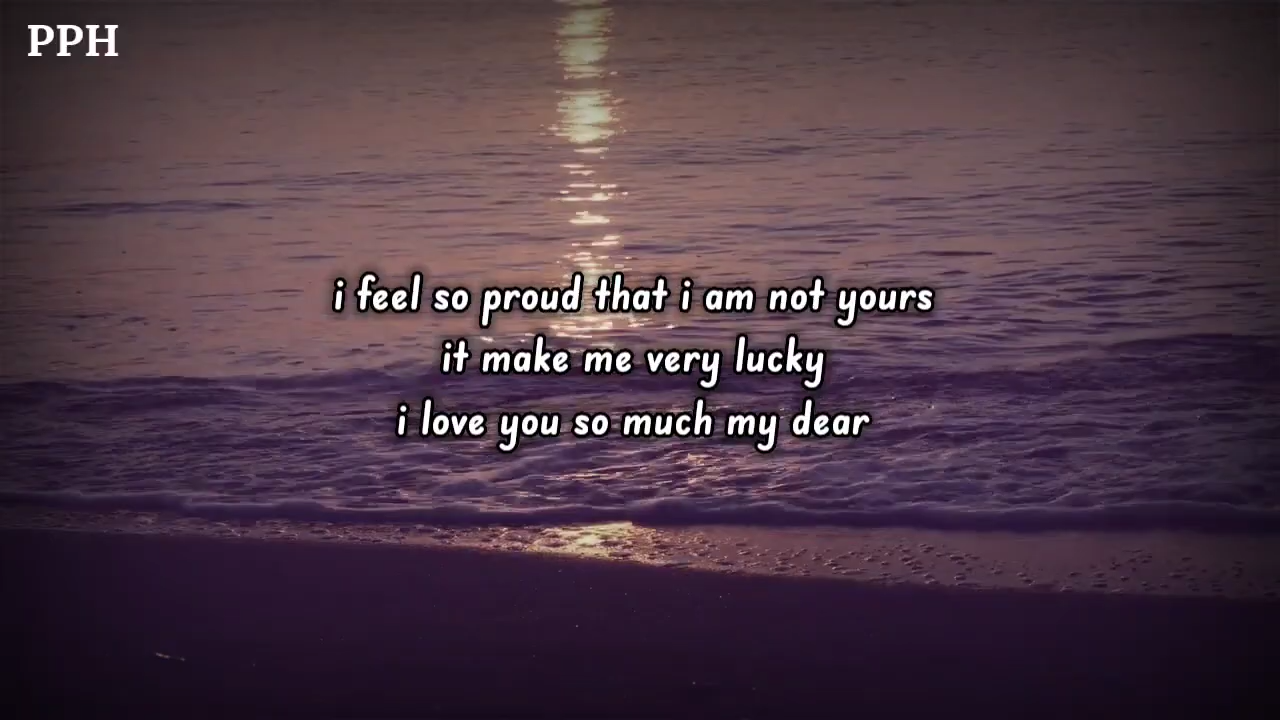 PPH
i feel so proud that i am not yours
it make me very lucky
i love you so much my dear